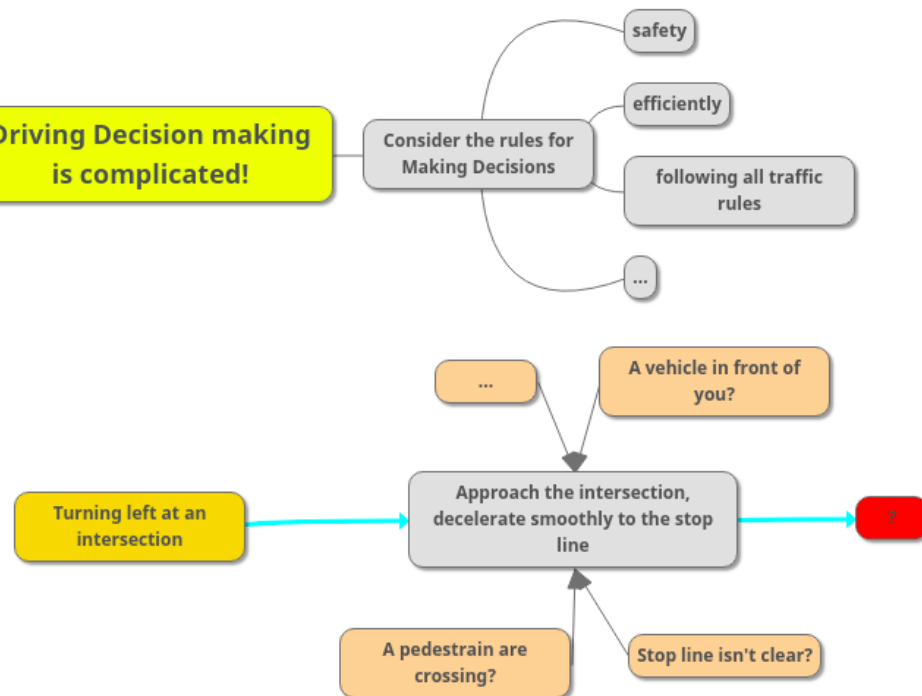 safety
efficiently
Driving Decision making
is complicated!
Consider the rules for
Making Decisions
following all traffic
rules
...
...
A vehicle in front of
you?
Turning left at an
intersection
Approach the intersection,
decelerate smoothly to the stop
line
?
A pedestrain are
crossing?
Stop line isn't clear?